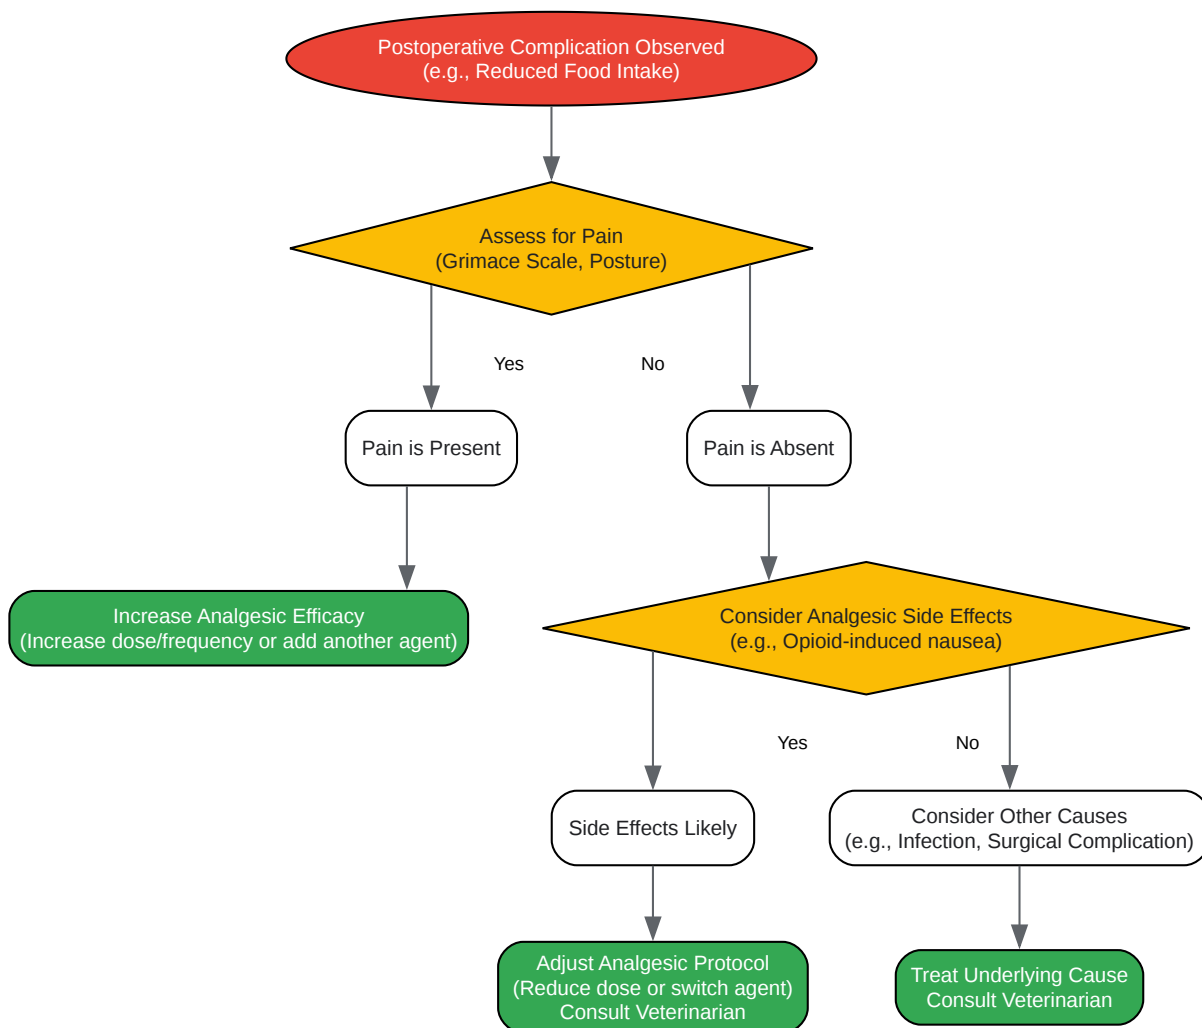 Postoperative Complication Observed
(e.g., Reduced Food Intake)
Assess for Pain
(Grimace Scale, Posture)
Yes
No
Pain is Present
Pain is Absent
Increase Analgesic Efficacy
(Increase dose/frequency or add another agent)
Consider Analgesic Side Effects
(e.g., Opioid-induced nausea)
Yes
No
Side Effects Likely
Consider Other Causes
(e.g., Infection, Surgical Complication)
Adjust Analgesic Protocol
(Reduce dose or switch agent)
Consult Veterinarian
Treat Underlying Cause
Consult Veterinarian